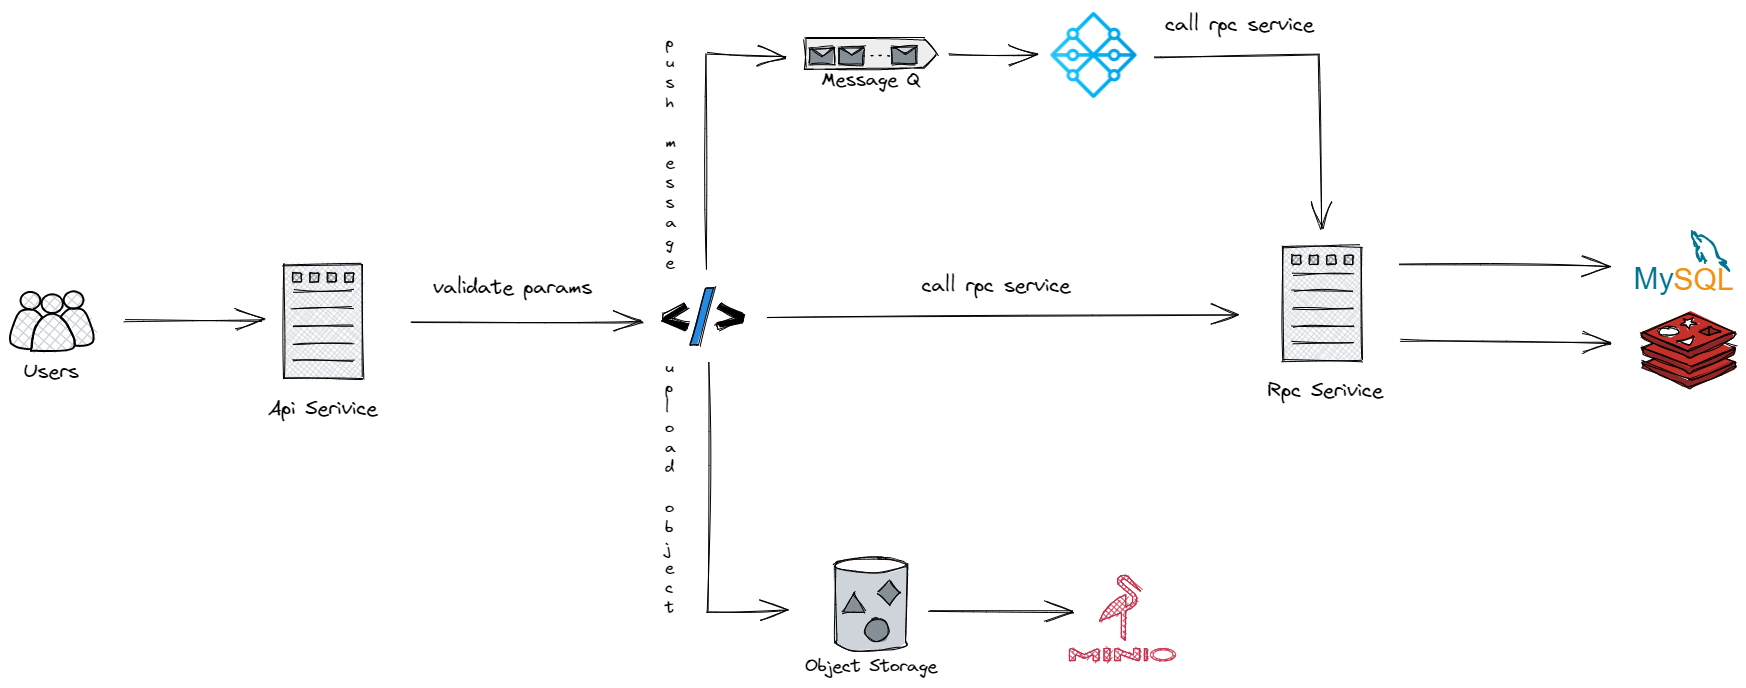 call rpc service
push message
Message Q
validate params
call rpc service
MySQL
Users
Api Serivice
Rpc Serivice
upload object
Object Storage
MINIO